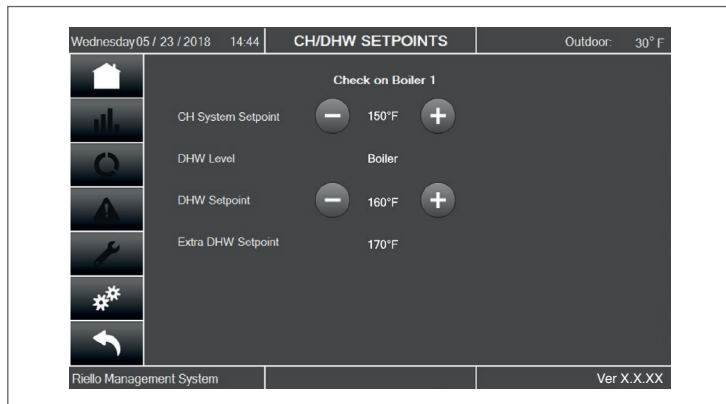 Wednesday 05 / 23 / 2018 14:44 CH/DHW SETPOINTS Outdoor: 30° F
Check on Boiler 1
CH System Setpoint 150°F
DHW Level Boiler
DHW Setpoint 160°F
Extra DHW Setpoint 170°F
Riello Management System Ver X.X.XX